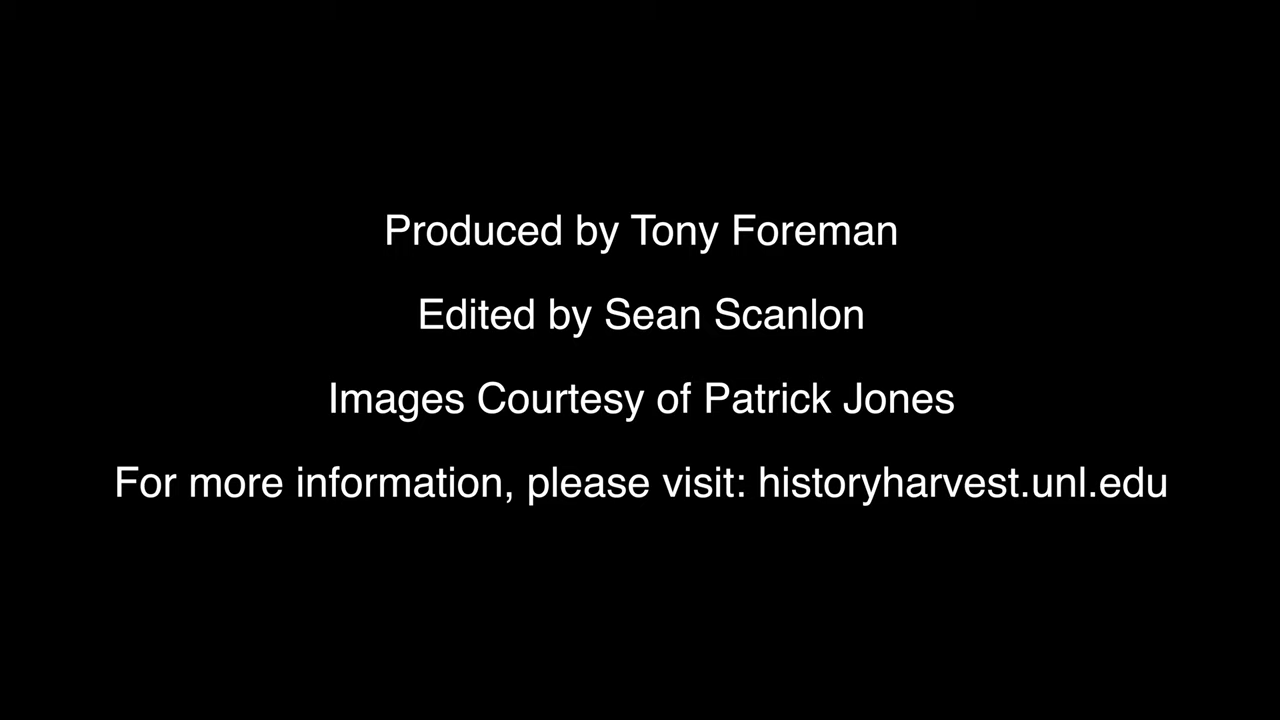 Produced by Tony Foreman
Edited by Sean Scanlon
Images Courtesy of Patrick Jones
For more information, please visit: historyharvest.unl.edu